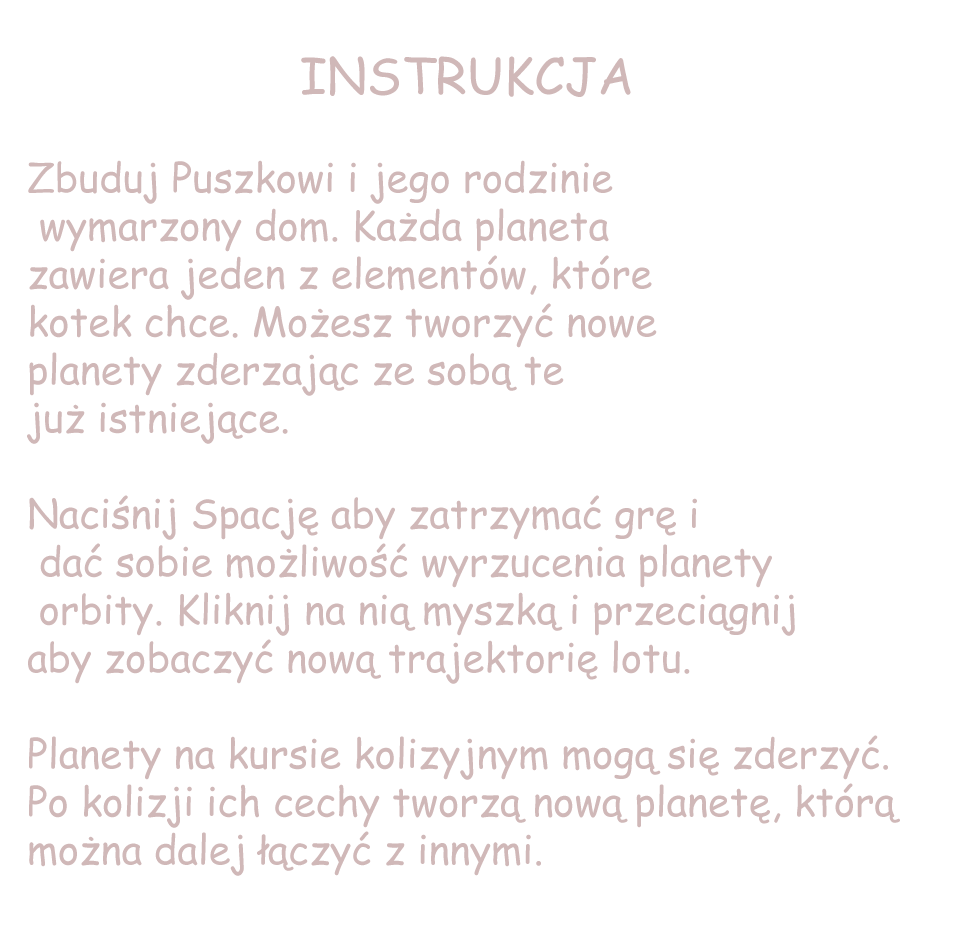 INSTRUKCJA
Zbuduj Puszkowi i jego rodzinie
wymarzony dom. Każda planeta
zawiera jeden z elementów, które
kotek chce. Możesz tworzyć nowe
planety zderzając ze sobą te
już istniejące.
Naciśnij Spację aby zatrzymać grę i
dać sobie możliwość wyrzucenia planety
orbity. Kliknij na nią myszką i przeciągnij
aby zobaczyć nową trajektorię lotu.
Planety na kursie kolizyjnym mogą się zderzyć.
Po kolizji ich cechy tworzą nową planetę, którą
można dalej łączyć z innymi.